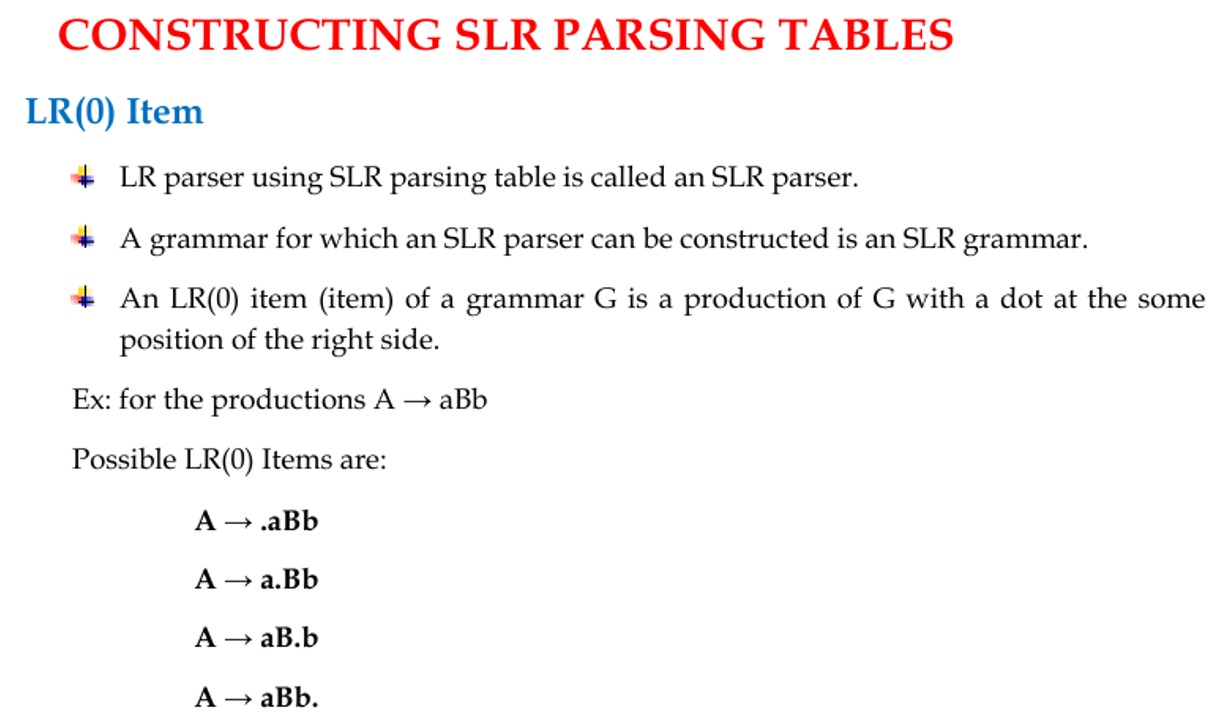 CONSTRUCTING SLR PARSING TABLES
LR(0) Item
LR parser using SLR parsing table is called an SLR parser.
A grammar for which an SLR parser can be constructed is an SLR grammar.
An LR(0) item (item) of a grammar G is a production of G with a dot at the some
position of the right side.
Ex: for the productions A → aBb
Possible LR(0) Items are:
A → .aBb
A → a.Bb
A → aB.b
A → aBb.